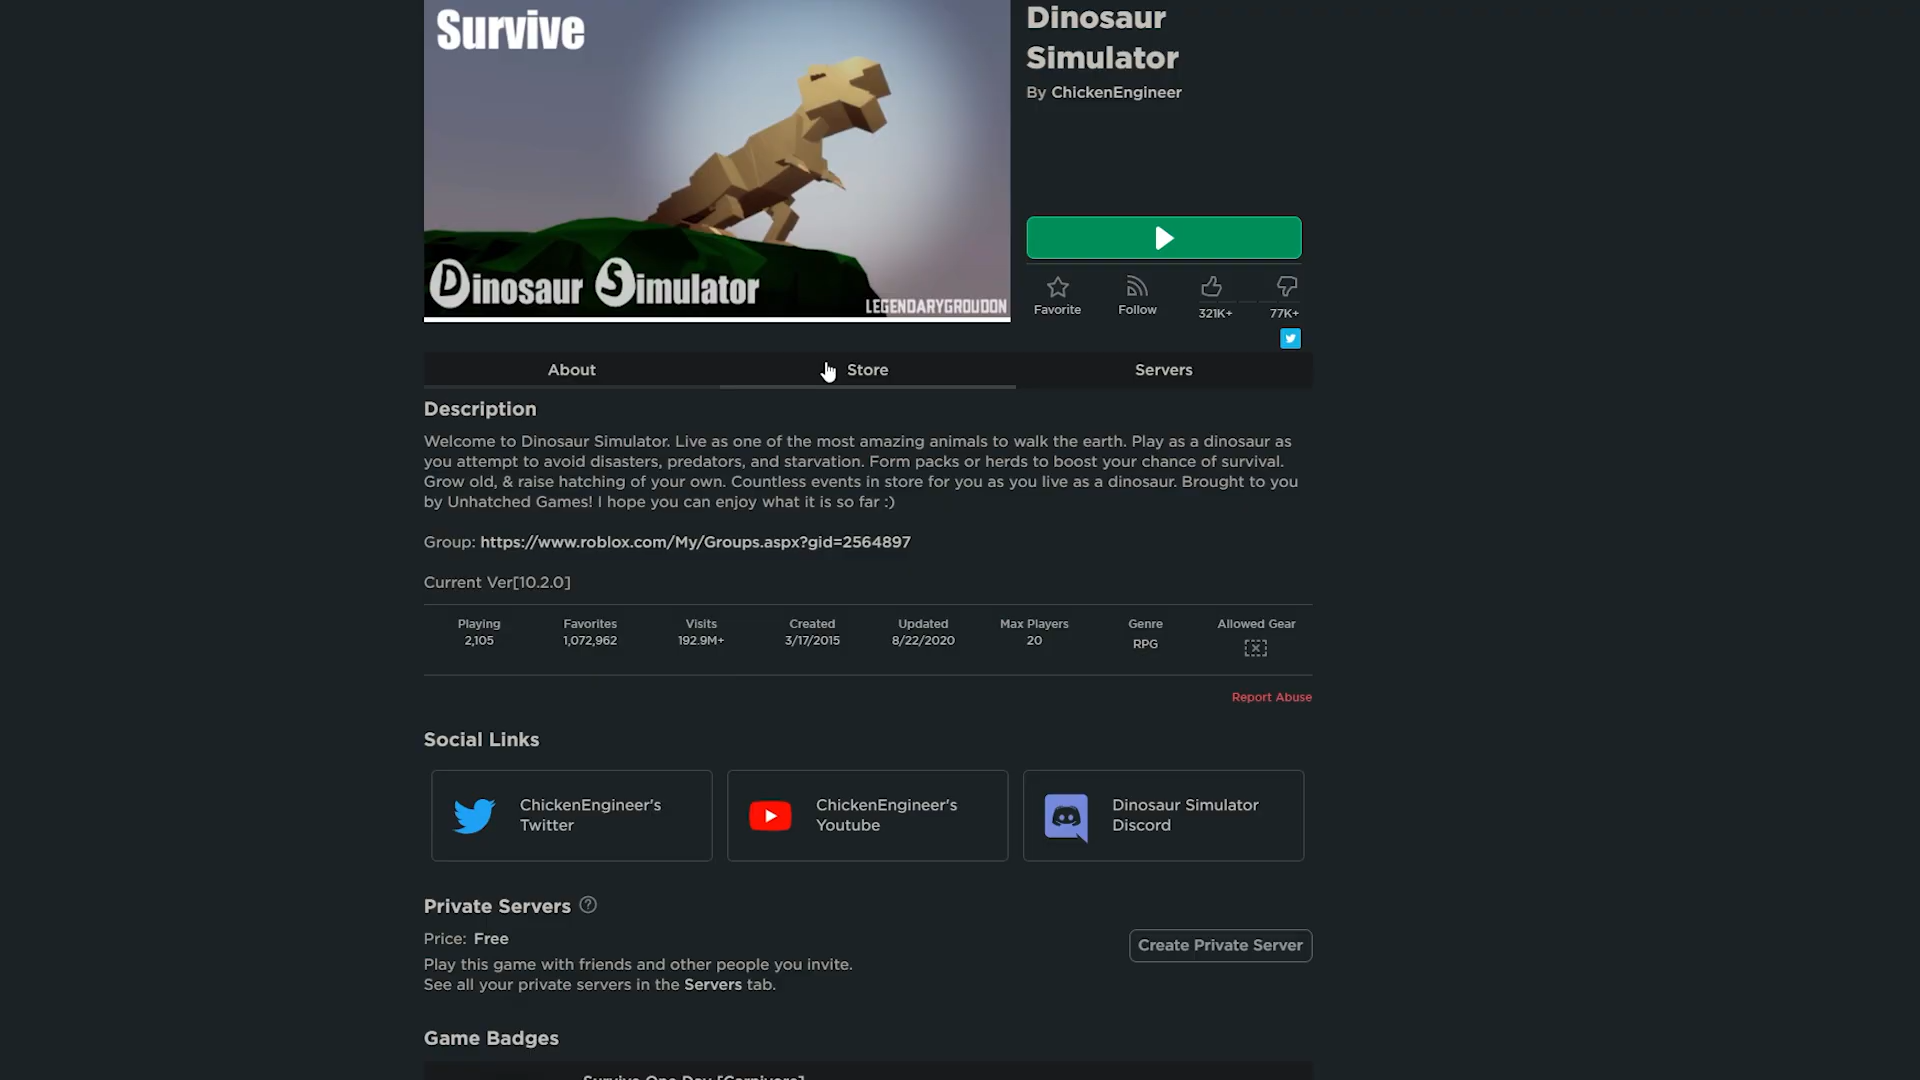 Survive
Dinosaur Simulator
LEGENDARYGROUDON
Dinosaur
Simulator
By ChickenEngineer
Favorite
Follow
321K+
77K+
About
Store
Servers
Description
Welcome to Dinosaur Simulator. Live as one of the most amazing animals to walk the earth. Play as a dinosaur as
you attempt to avoid disasters, predators, and starvation. Form packs or herds to boost your chance of survival.
Grow old, & raise hatching of your own. Countless events in store for you as you live as a dinosaur. Brought to you
by Unhatched Games! I hope you can enjoy what it is so far :)
Group: https://www.roblox.com/My/Groups.aspx?gid=2564897
Current Ver[10.2.0]
Playing
2,105
Favorites
1,072,962
Visits
192.9M+
Created
3/17/2015
Updated
8/22/2020
Max Players
20
Genre
RPG
Allowed Gear
Report Abuse
Social Links
ChickenEngineer's
Twitter
ChickenEngineer's
Youtube
Dinosaur Simulator
Discord
Private Servers
Price: Free
Create Private Server
Play this game with friends and other people you invite.
See all your private servers in the Servers tab.
Game Badges
Survive One Day [Carnivore]